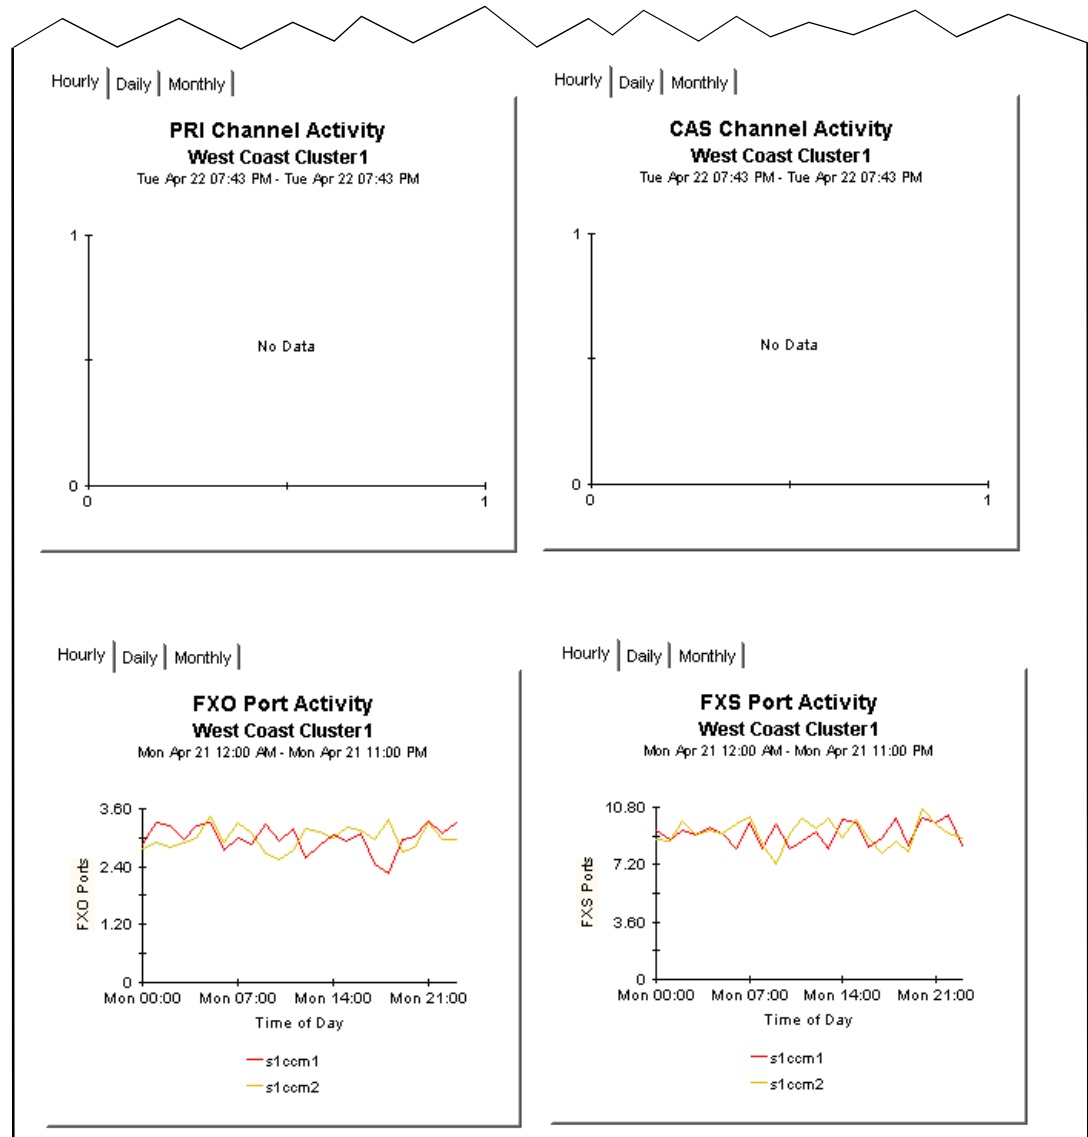 Hourly Daily Monthly
PRI Channel Activity
West Coast Cluster1
Tue Apr 22 07:43 PM - Tue Apr 22 07:43 PM
1
No Data
0
0 1
Hourly Daily Monthly
CAS Channel Activity
West Coast Cluster1
Tue Apr 22 07:43 PM - Tue Apr 22 07:43 PM
1
No Data
0
0 1
Hourly Daily Monthly
FXO Port Activity
West Coast Cluster1
Mon Apr 21 12:00 AM - Mon Apr 21 11:00 PM
3.60
2.40
1.20
0
FXO Ports
Mon 00:00 Mon 07:00 Mon 14:00 Mon 21:00
Time of Day
s1ccm1
s1ccm2
Hourly Daily Monthly
FXS Port Activity
West Coast Cluster1
Mon Apr 21 12:00 AM - Mon Apr 21 11:00 PM
10.80
7.20
3.60
0
FXS Ports
Mon 00:00 Mon 07:00 Mon 14:00 Mon 21:00
Time of Day
s1ccm1
s1ccm2